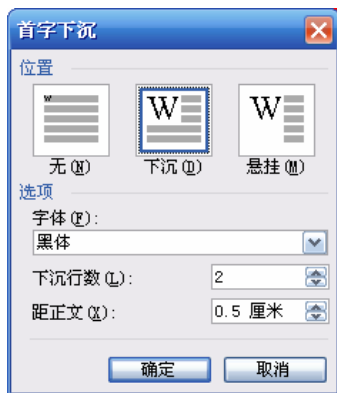 首字下沉
位置
W
W
W
无(N)
下沉(D)
悬挂(M)
选项
字体(F):
黑体
下沉行数(L):
2
距正文(X):
0.5 厘米
确定
取消